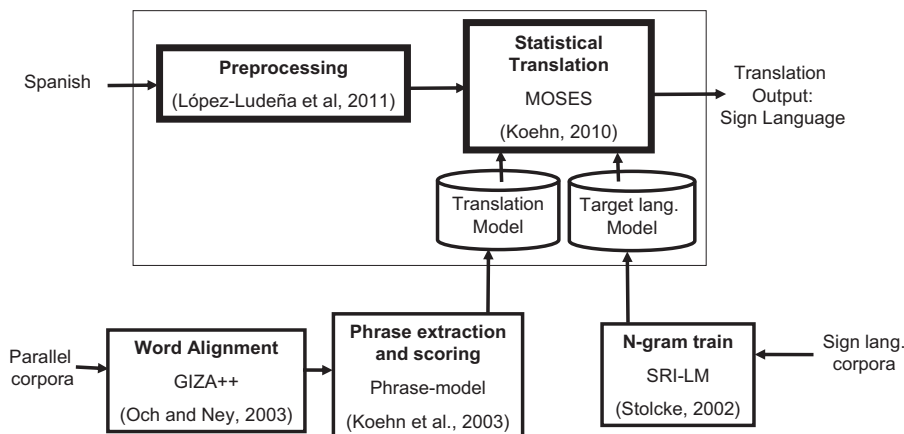 Spanish
Preprocessing
(López-Ludeña et al, 2011)
Statistical
Translation
MOSES
(Koehn, 2010)
Translation
Output:
Sign Language
Translation
Model
Target lang.
Model
Parallel
corpora
Word Alignment
GIZA++
(Och and Ney, 2003)
Phrase extraction
and scoring
Phrase-model
(Koehn et al., 2003)
N-gram train
SRI-LM
(Stolcke, 2002)
Sign lang.
corpora